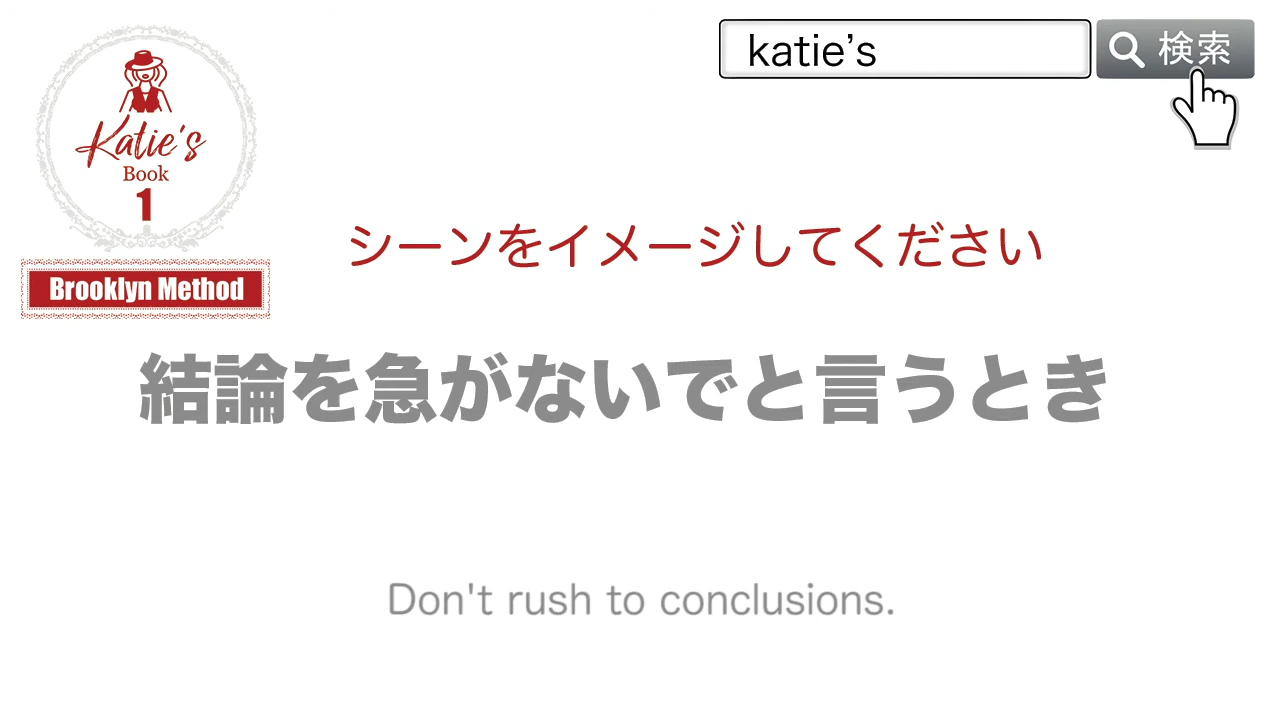 Katie's
Book
1
Brooklyn Method
katie’s
検索
シーンをイメージしてください
結論を急がないでと言うとき
Don't rush to conclusions.